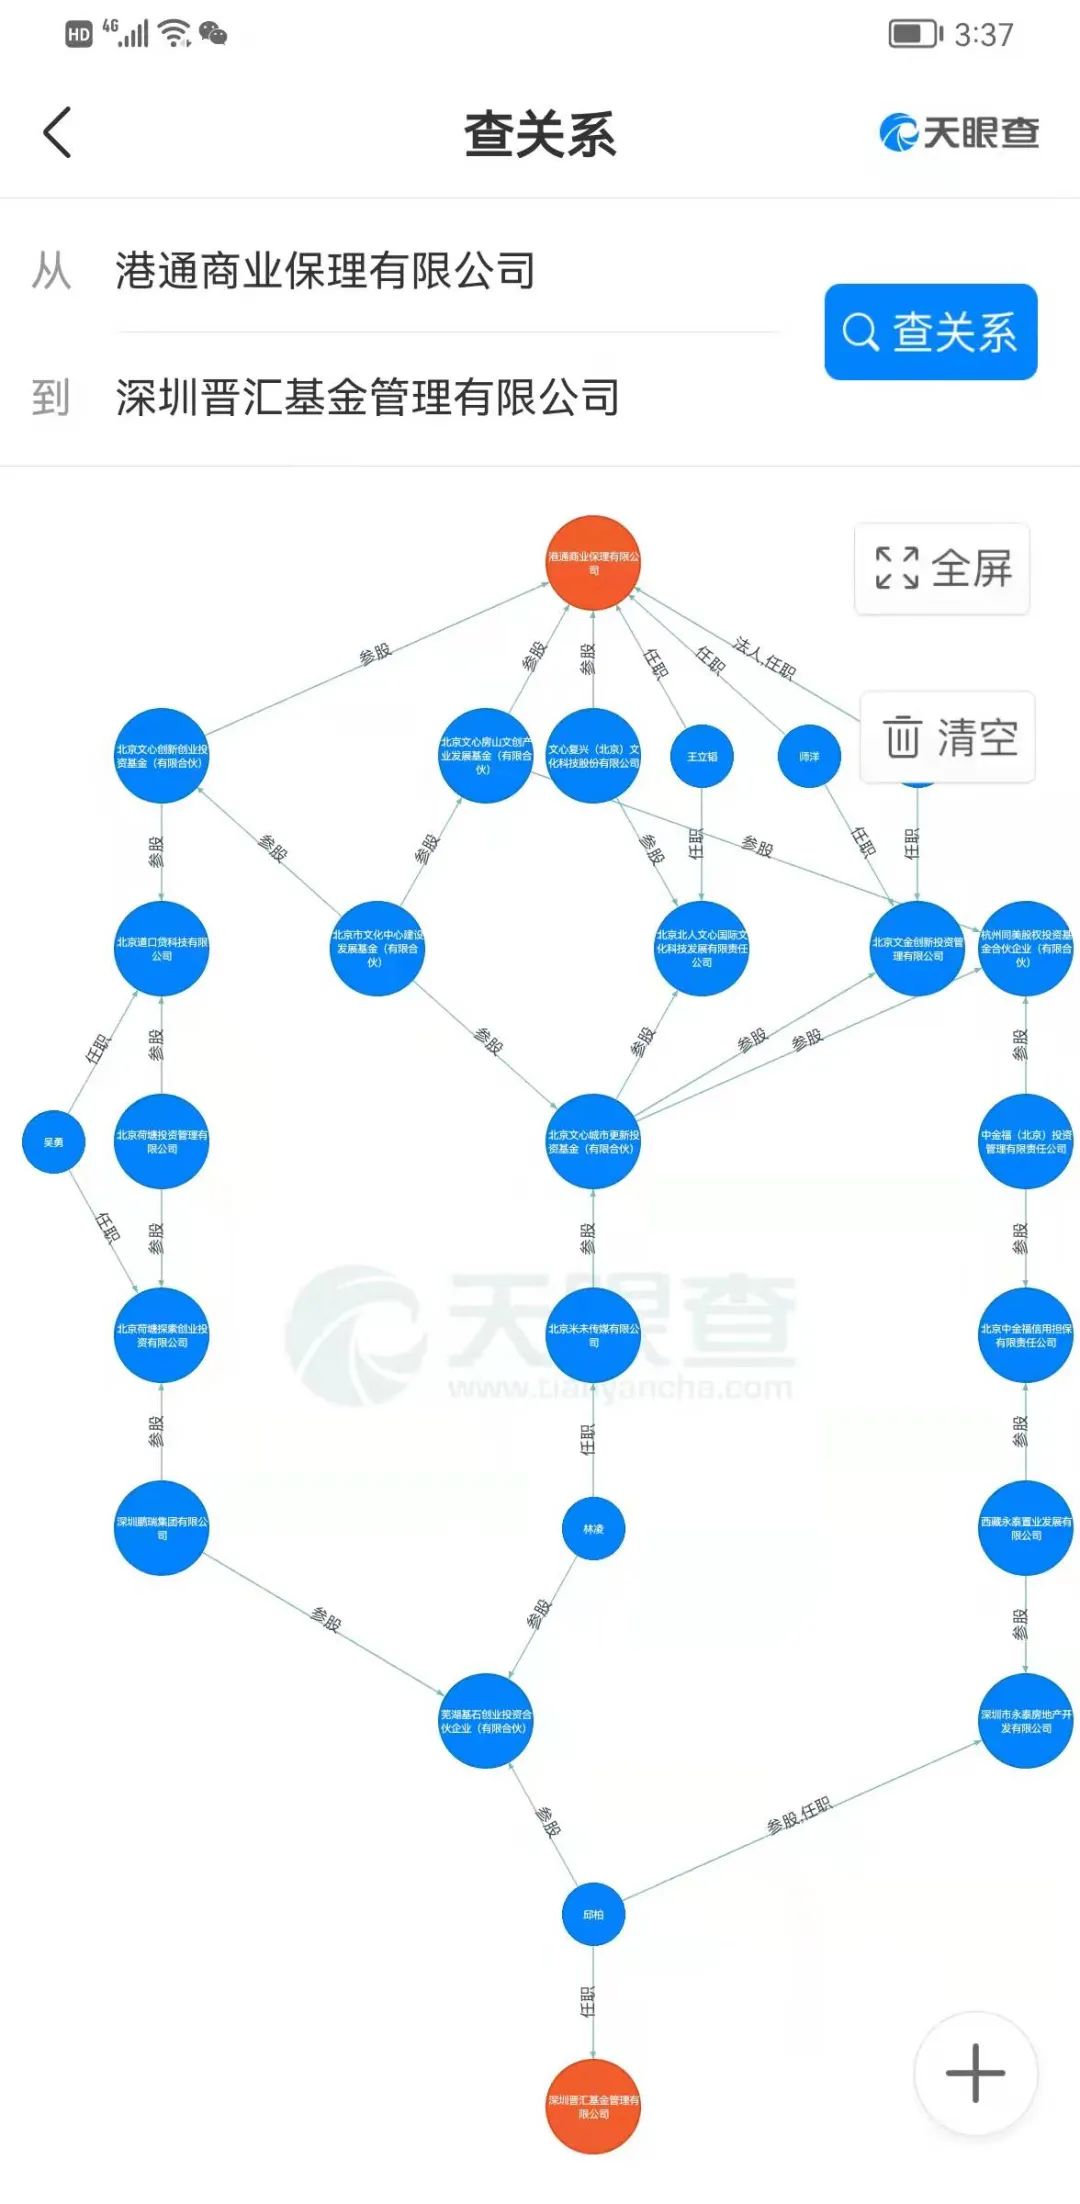 HD 4G 3:37
查关系
天眼查
从 港通商业保理有限公司
查关系
到 深圳晋汇基金管理有限公司
港通商业保理有限公
司
全屏
参股
参股
参股
任职
任职
法人,任职
清空
北京文心创新创业投
资基金（有限合伙）
北京文心房山文创产
业发展基金（有限合
伙）
文心复兴（北京）文
化科技股份有限公司
王立韬
师洋
参股
参股
参股
参股
任职
参股
任职
任职
北京道口贷科技有限
公司
北京市文化中心建设
发展基金（有限合
伙）
北京北人文心国际文
化科技发展有限责任
公司
北京文金创新投资管
理有限公司
杭州同美股权投资基
金合伙企业（有限合
伙）
任职
参股
参股
参股
参股
参股
参股
吴勇
北京荷塘投资管理有
限公司
北京文心城市更新投
资基金（有限合伙）
中金福（北京）投资
管理有限责任公司
任职
参股
参股
参股
天眼查
www.tianyancha.com
北京荷塘探索创业投
资有限公司
北京米未传媒有限公
司
北京中金福信用担保
有限责任公司
参股
任职
参股
深圳鹏瑞集团有限公
司
林凌
西藏永泰置业发展有
限公司
参股
参股
参股
芜湖基石创业投资合
伙企业（有限合伙）
深圳市永泰房地产开
发有限公司
参股
参股,任职
邱柏
任职
深圳晋汇基金管理有
限公司